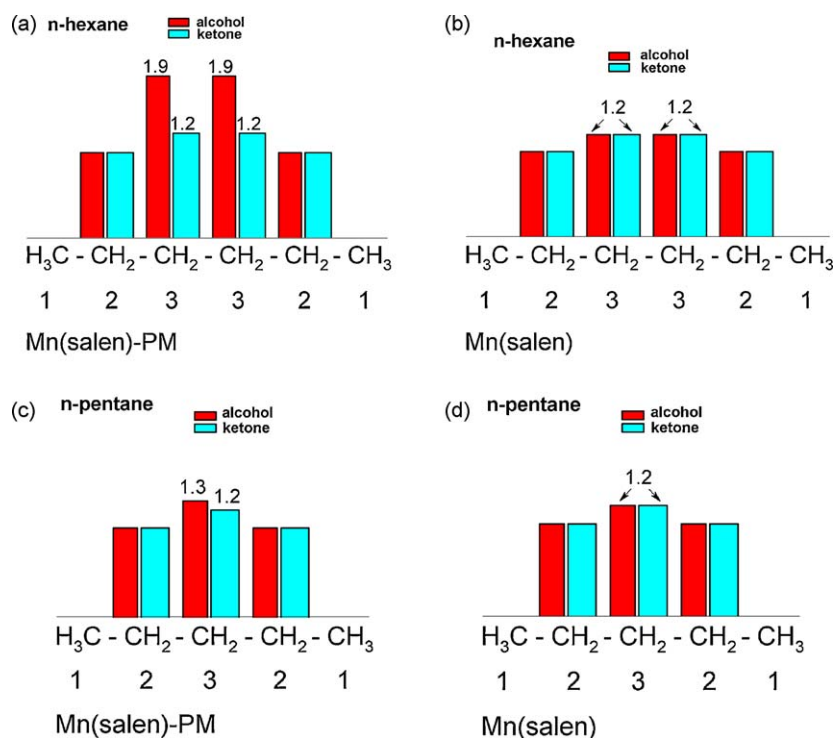 (a) n-hexane
alcohol
ketone
1.9 1.9
1.2 1.2
H₃C - CH₂ - CH₂ - CH₂ - CH₂ - CH₃
1 2 3 3 2 1
Mn(salen)-PM
(b) n-hexane
alcohol
ketone
1.2 1.2
H₃C - CH₂ - CH₂ - CH₂ - CH₂ - CH₃
1 2 3 3 2 1
Mn(salen)
(c) n-pentane
alcohol
ketone
1.3 1.2
H₃C - CH₂ - CH₂ - CH₂ - CH₃
1 2 3 2 1
Mn(salen)-PM
(d) n-pentane
alcohol
ketone
1.2
H₃C - CH₂ - CH₂ - CH₂ - CH₃
1 2 3 2 1
Mn(salen)